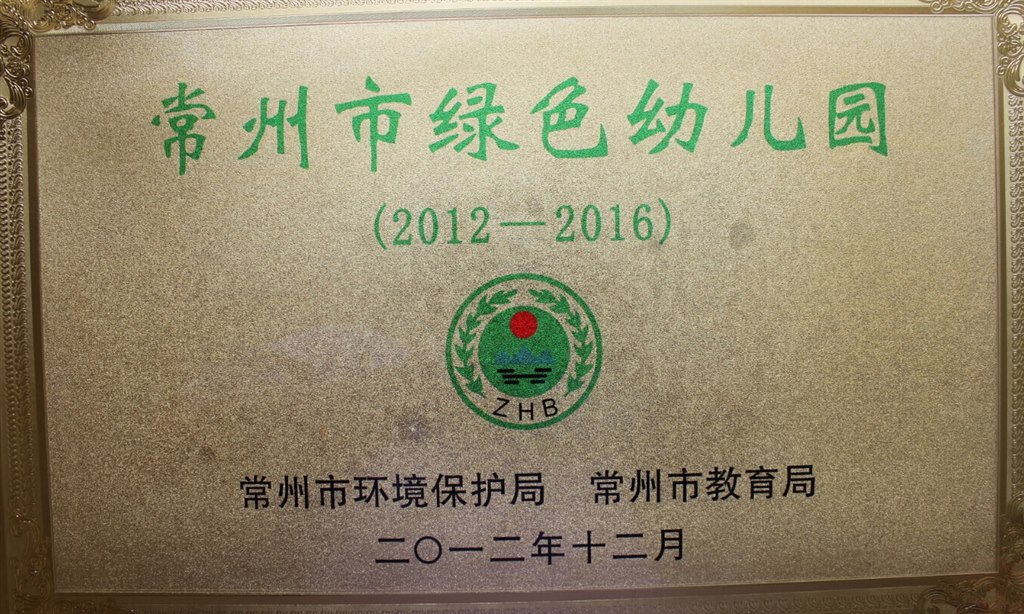 常州市绿色幼儿园
(2012—2016)
ZHB
常州市环境保护局 常州市教育局
二〇一二年十二月